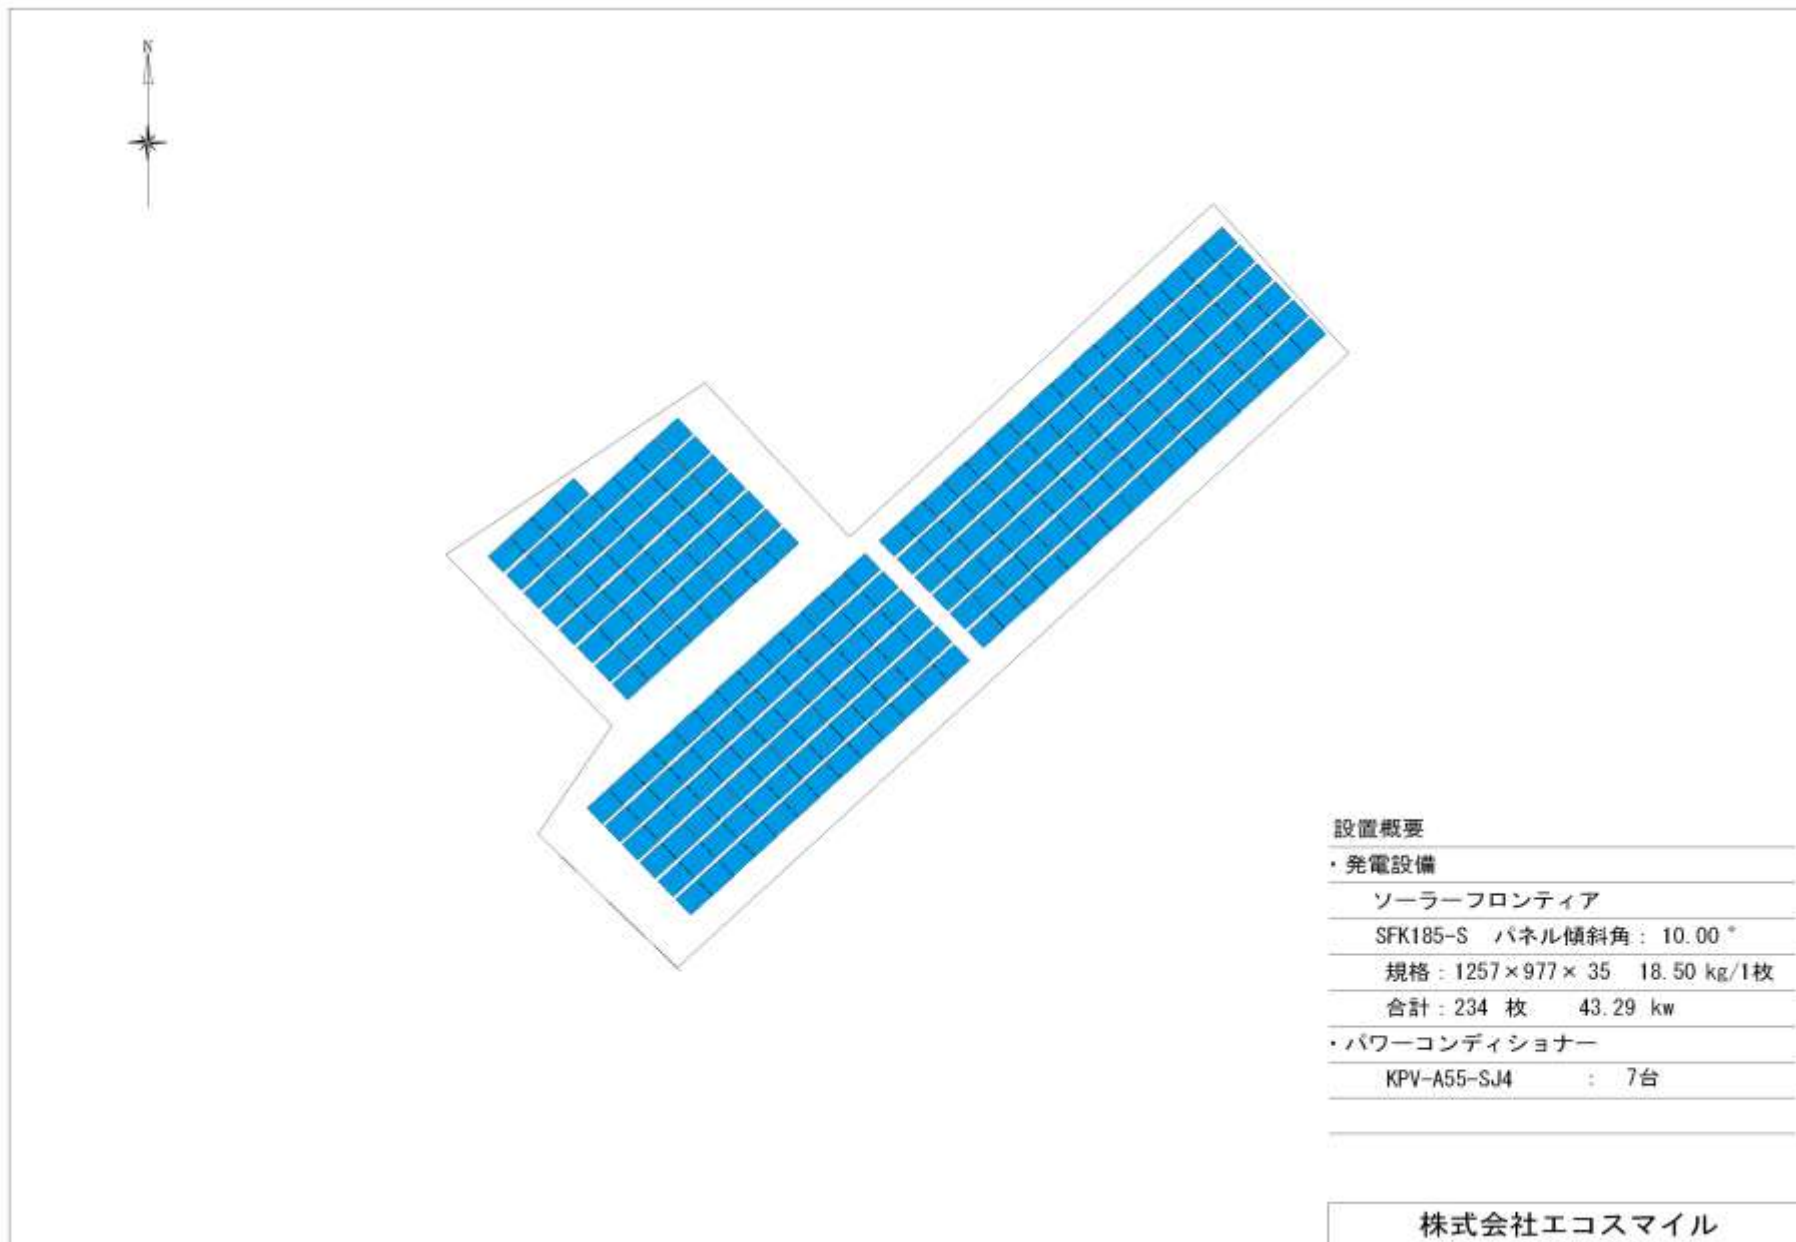 N
設置概要
・発電設備
ソーラーフロンティア
SFK185-S パネル傾斜角：10.00°
規格：1257×977×35 18.50 kg/1枚
合計：234 枚 43.29 kw
・パワーコンディショナー
KPV-A55-SJ4 ： 7台
株式会社エコスマイル